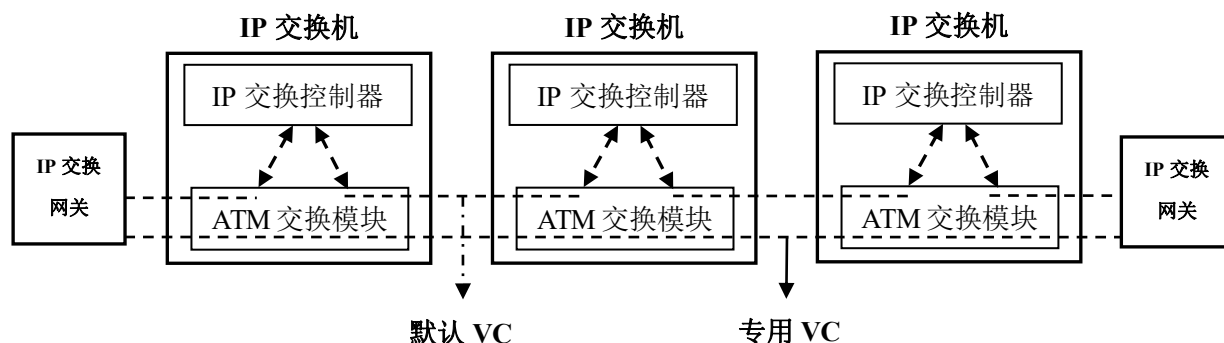 IP 交换机 IP 交换机 IP 交换机
IP 交换控制器 IP 交换控制器 IP 交换控制器
IP 交换
网关
IP 交换
网关
ATM 交换模块 ATM 交换模块 ATM 交换模块
默认 VC 专用 VC